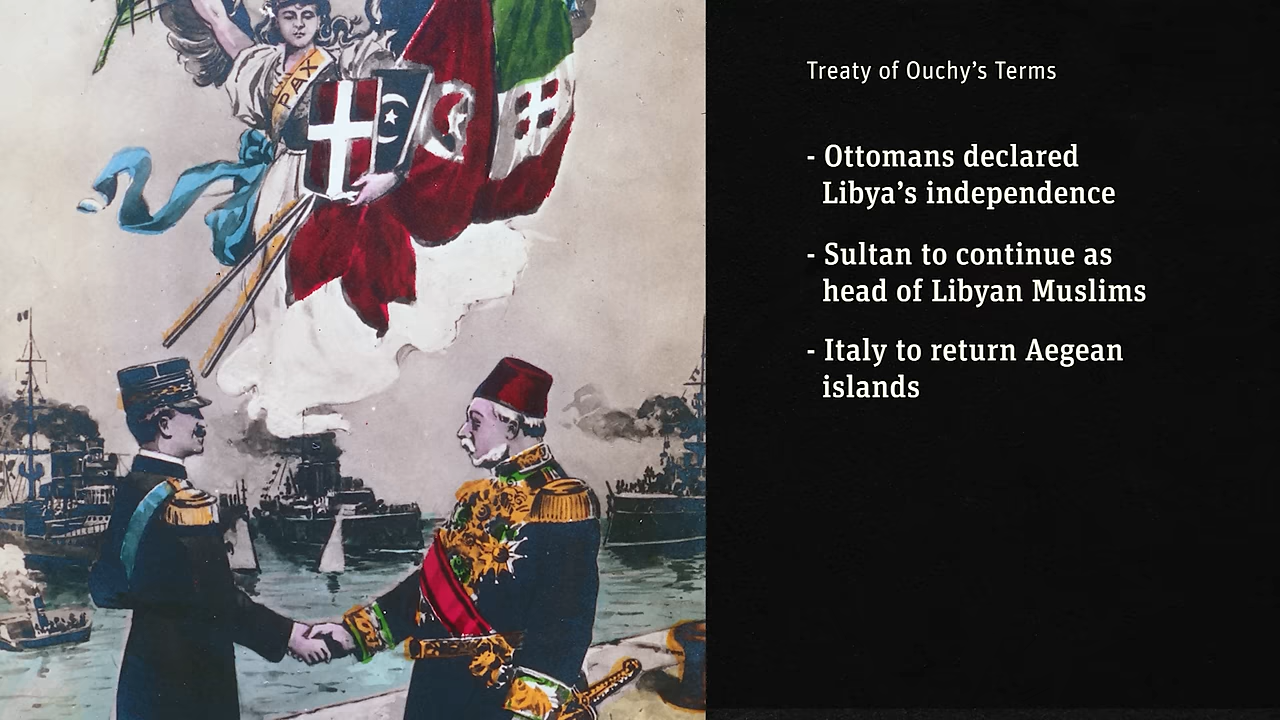 PAX
Treaty of Ouchy's Terms
- Ottomans declared
Libya's independence
- Sultan to continue as
head of Libyan Muslims
- Italy to return Aegean
islands